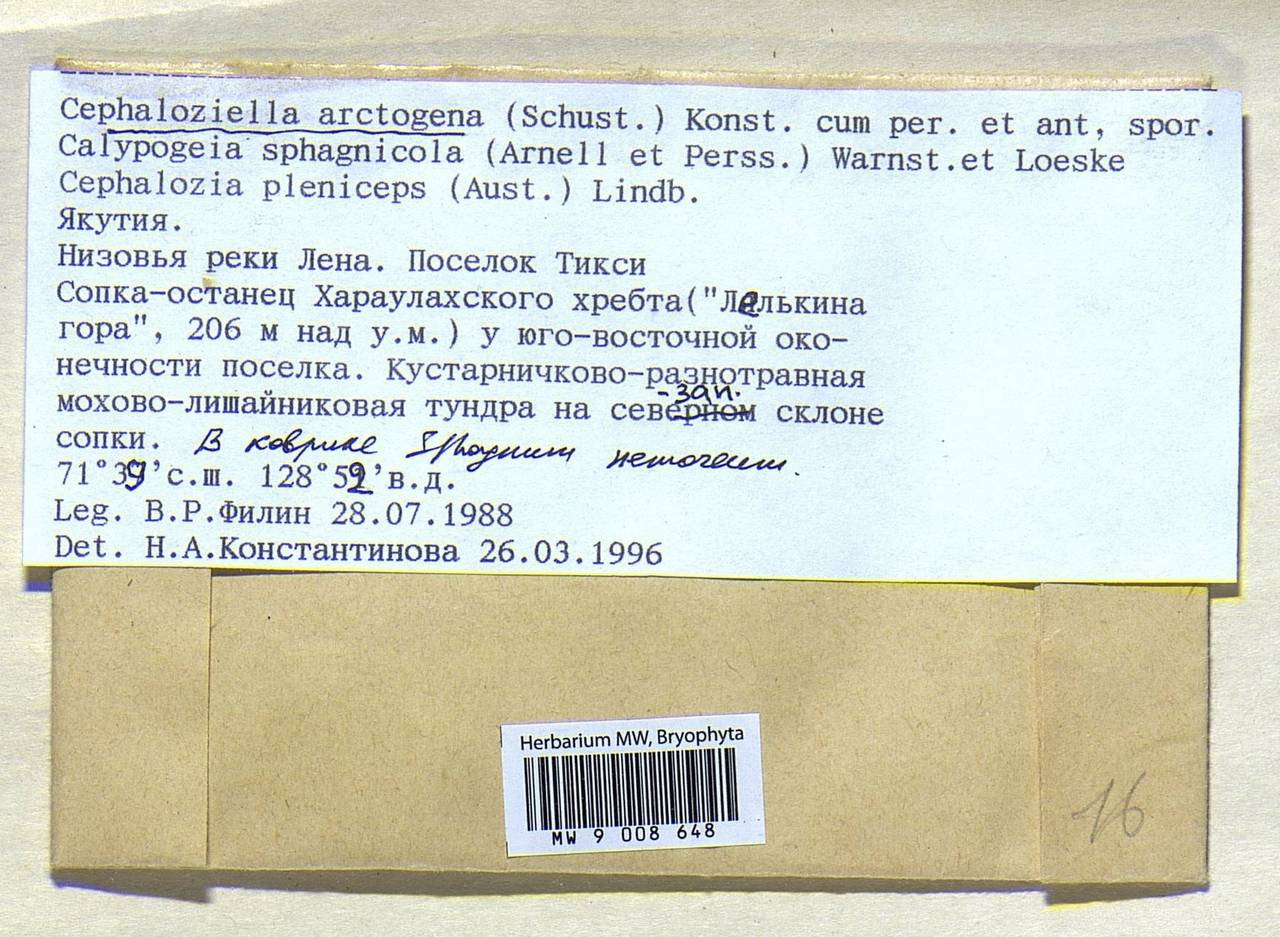 Cephaloziella arctogena (Schust.) Konst. cum per. et ant, spor.
Calypogeia sphagnicola (Arnell et Perss.) Warnst.et Loeske
Cephalozia pleniceps (Aust.) Lindb.
Якутия.
Низовья реки Лена. Поселок Тикси
Сопка-останец Хараулахского хребта("Лелькина
гора", 206 м над у.м.) у юго-восточной око-
нечности поселка. Кустарничково-разнотравная
-зап.
мохово-лишайниковая тундра на северном склоне
сопки. В коврике Sphagnum nemoreum.
71°39’с.ш. 128°52’в.д.
Leg. В.Р.Филин 28.07.1988
Det. Н.А.Константинова 26.03.1996
Herbarium MW, Bryophyta
MW 9 008 648
16